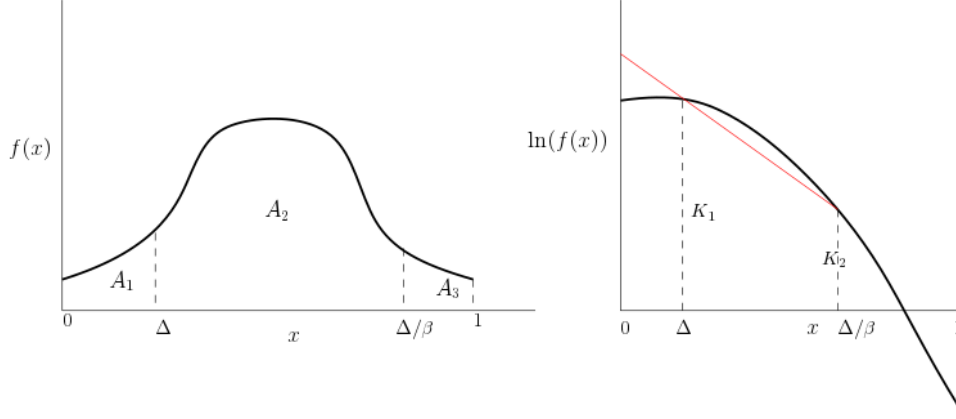 f(x)
A₁
A₂
A₃
0
Δ
x
Δ/β
1
ln(f(x))
K₁
K₂
0
Δ
x
Δ/β